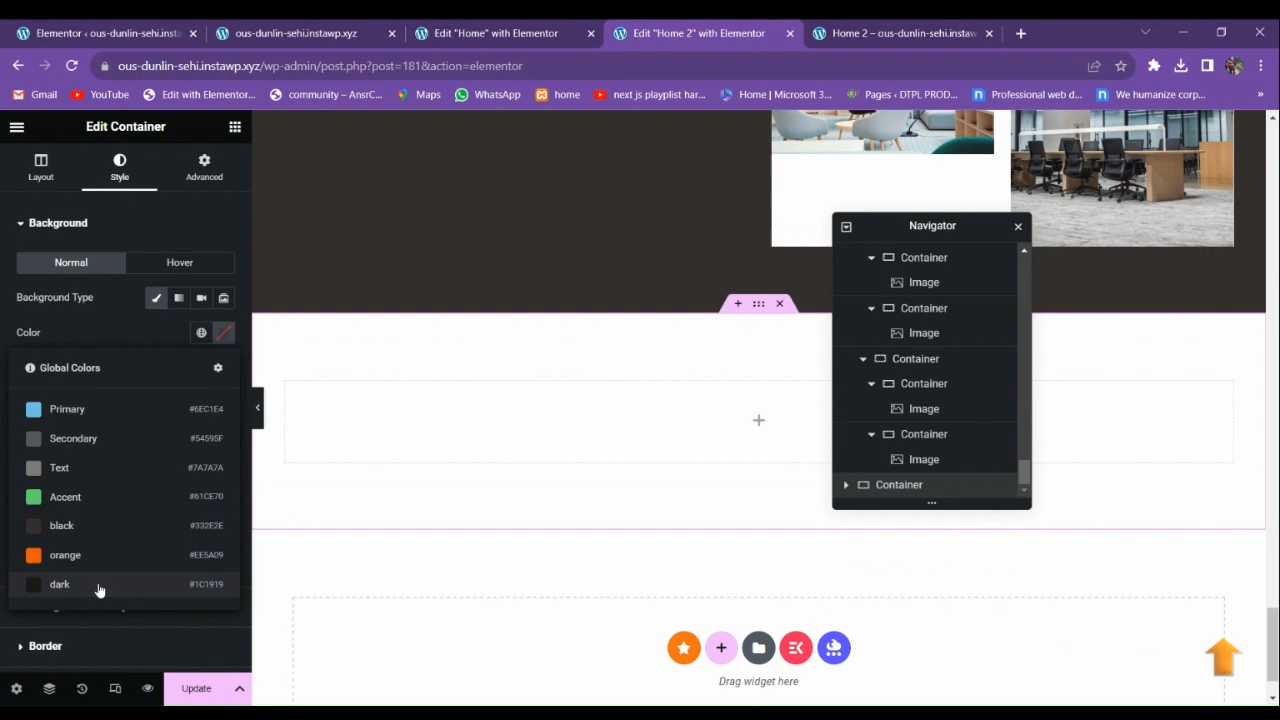 Elementor ‹ ous-dunlin-sehi.insta
ous-dunlin-sehi.instawp.xyz/
Edit "Home" with Elementor
Edit "Home 2" with Elementor
Home 2 – ous-dunlin-sehi.instaw
ous-dunlin-sehi.instawp.xyz/wp-admin/post.php?post=181&action=elementor
Gmail
YouTube
Edit with Elementor...
community – AnsrC...
Maps
WhatsApp
home
next js playplist har...
Home | Microsoft 3...
Pages ‹ DTPL PROD...
Professional web d...
We humanize corp...
»
Edit Container
Layout
Style
Advanced
Background
Normal
Hover
Background Type
Color
Global Colors
Primary #6EC1E4
Secondary #54595F
Text #7A7A7A
Accent #61CE70
black #332E2E
orange #EE5A09
dark #1C1919
Border
Update
Navigator
Container
Image
Container
Image
Container
Container
Image
Container
Image
Container
Drag widget here